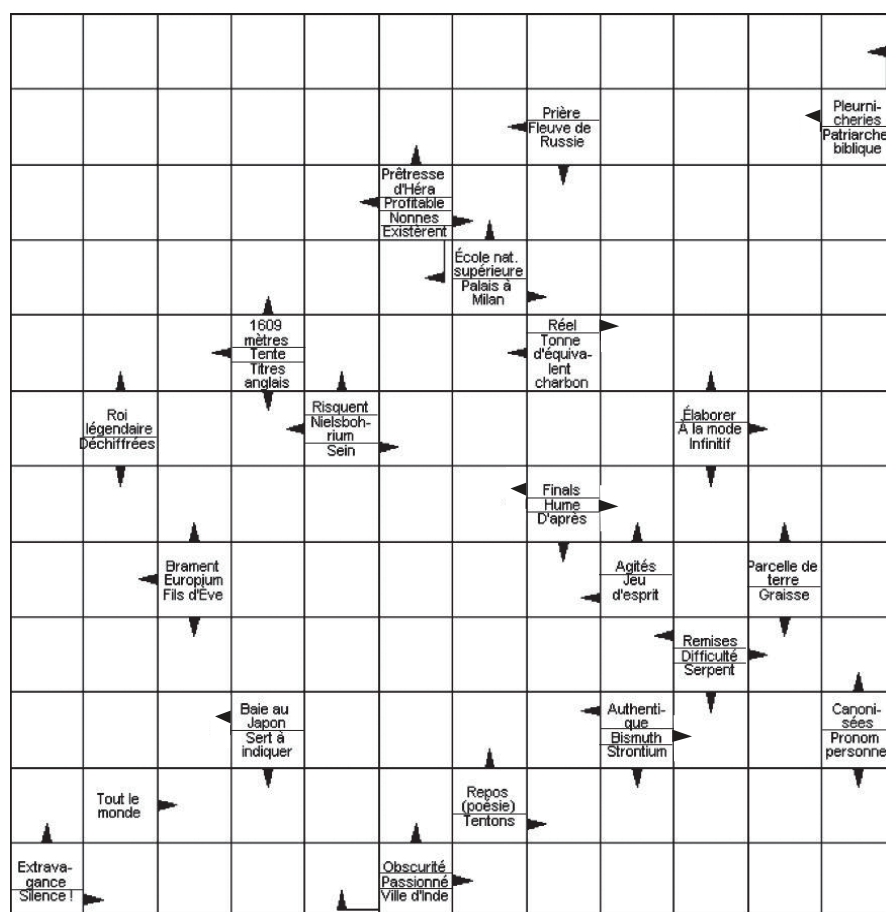 Prière
Fleuve de
Russie
Pleurni-
cheries
Patriarche
biblique
Prêtresse
d'Héra
Profitable
Nonnes
Existèrent
École nat.
supérieure
Palais à
Milan
1609
mètres
Tente
Titres
anglais
Réel
Tonne
d'équiva-
lent
charbon
Roi
légendaire
Déchiffrées
Risquent
Nielsboh-
rium
Sein
Élaborer
À la mode
Infinitif
Finals
Hume
D'après
Brament
Europium
Fils d'Ève
Agités
Jeu
d'esprit
Parcelle de
terre
Graisse
Remises
Difficulté
Serpent
Baie au
Japon
Sert à
indiquer
Authenti-
que
Bismuth
Strontium
Canoni-
sées
Pronom
personnel
Tout le
monde
Repos
(poésie)
Tentons
Extrava-
gance
Silence !
Obscurité
Passionné
Ville d'Inde